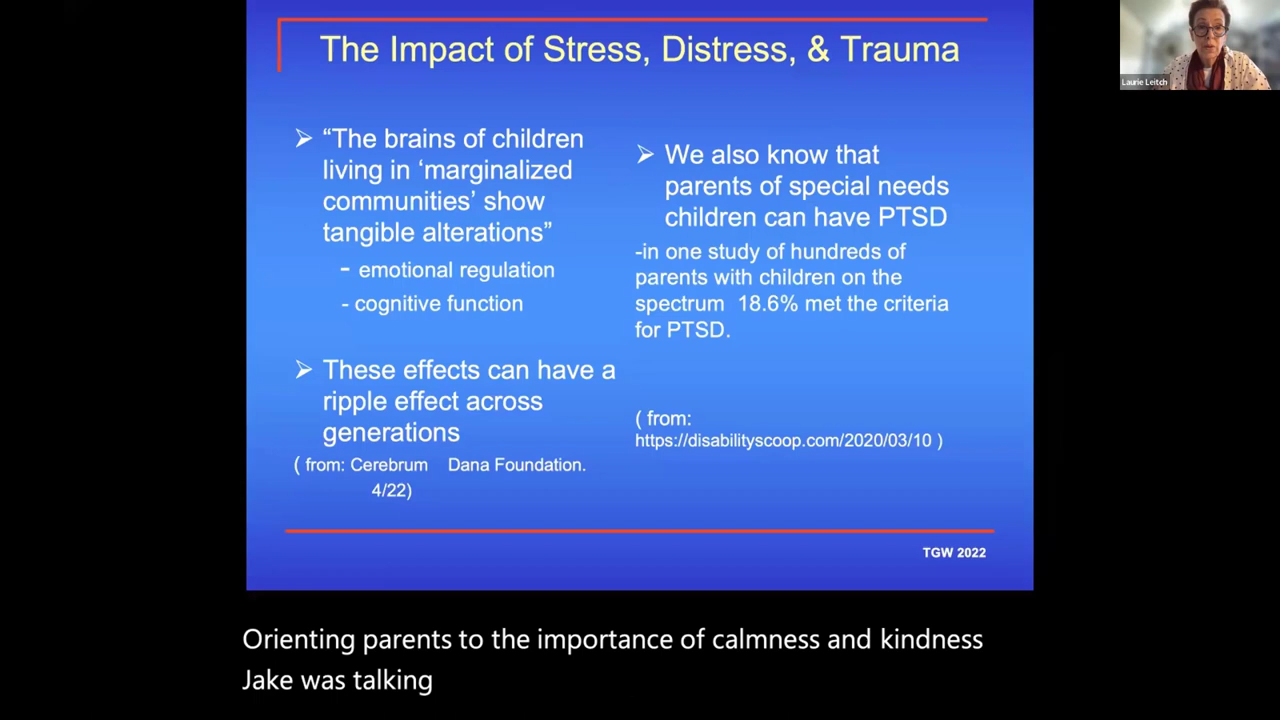 The Impact of Stress, Distress, & Trauma
➢ “The brains of children
living in ‘marginalized
communities’ show
tangible alterations”
- emotional regulation
- cognitive function
➢ These effects can have a
ripple effect across
generations
( from: Cerebrum Dana Foundation.
4/22)
➢ We also know that
parents of special needs
children can have PTSD
-in one study of hundreds of
parents with children on the
spectrum 18.6% met the criteria
for PTSD.
( from:
https://disabilityscoop.com/2020/03/10 )
TGW 2022
Laurie Leitch
Orienting parents to the importance of calmness and kindness
Jake was talking